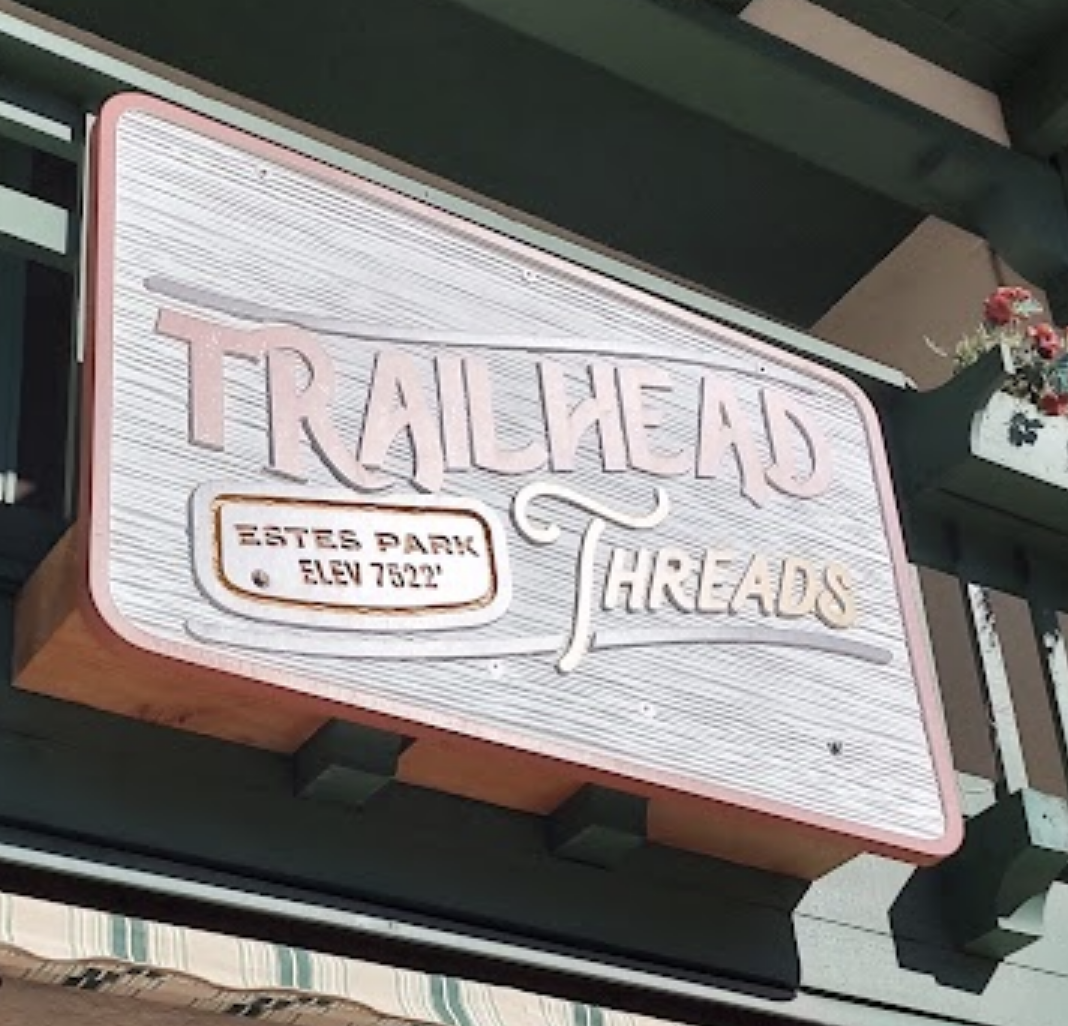 TRAILHEAD
THREADS
ESTES PARK
ELEV 7522'